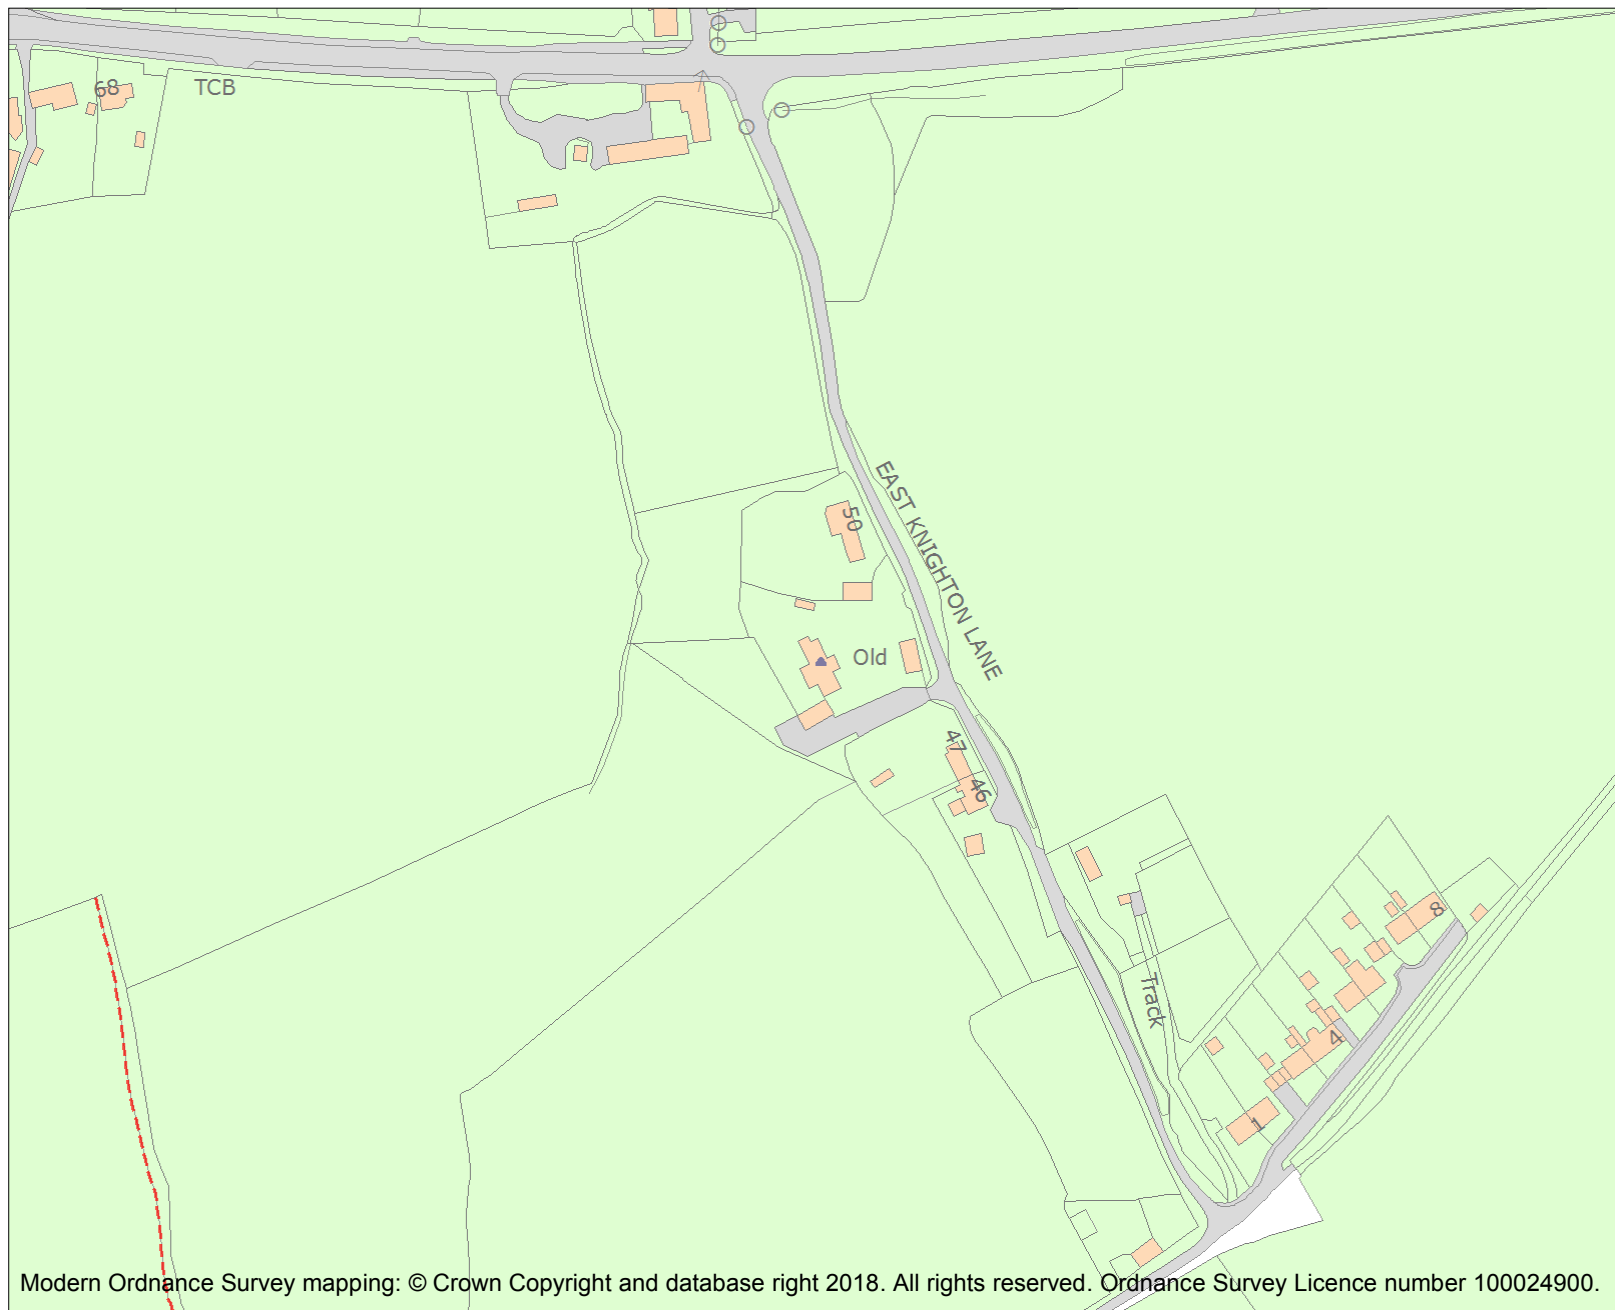 68
TCB
50
EAST KNIGHTON LANE
Old
47
46
8
Track
4
1
Modern Ordnance Survey mapping: © Crown Copyright and database right 2018. All rights reserved. Ordnance Survey Licence number 100024900.